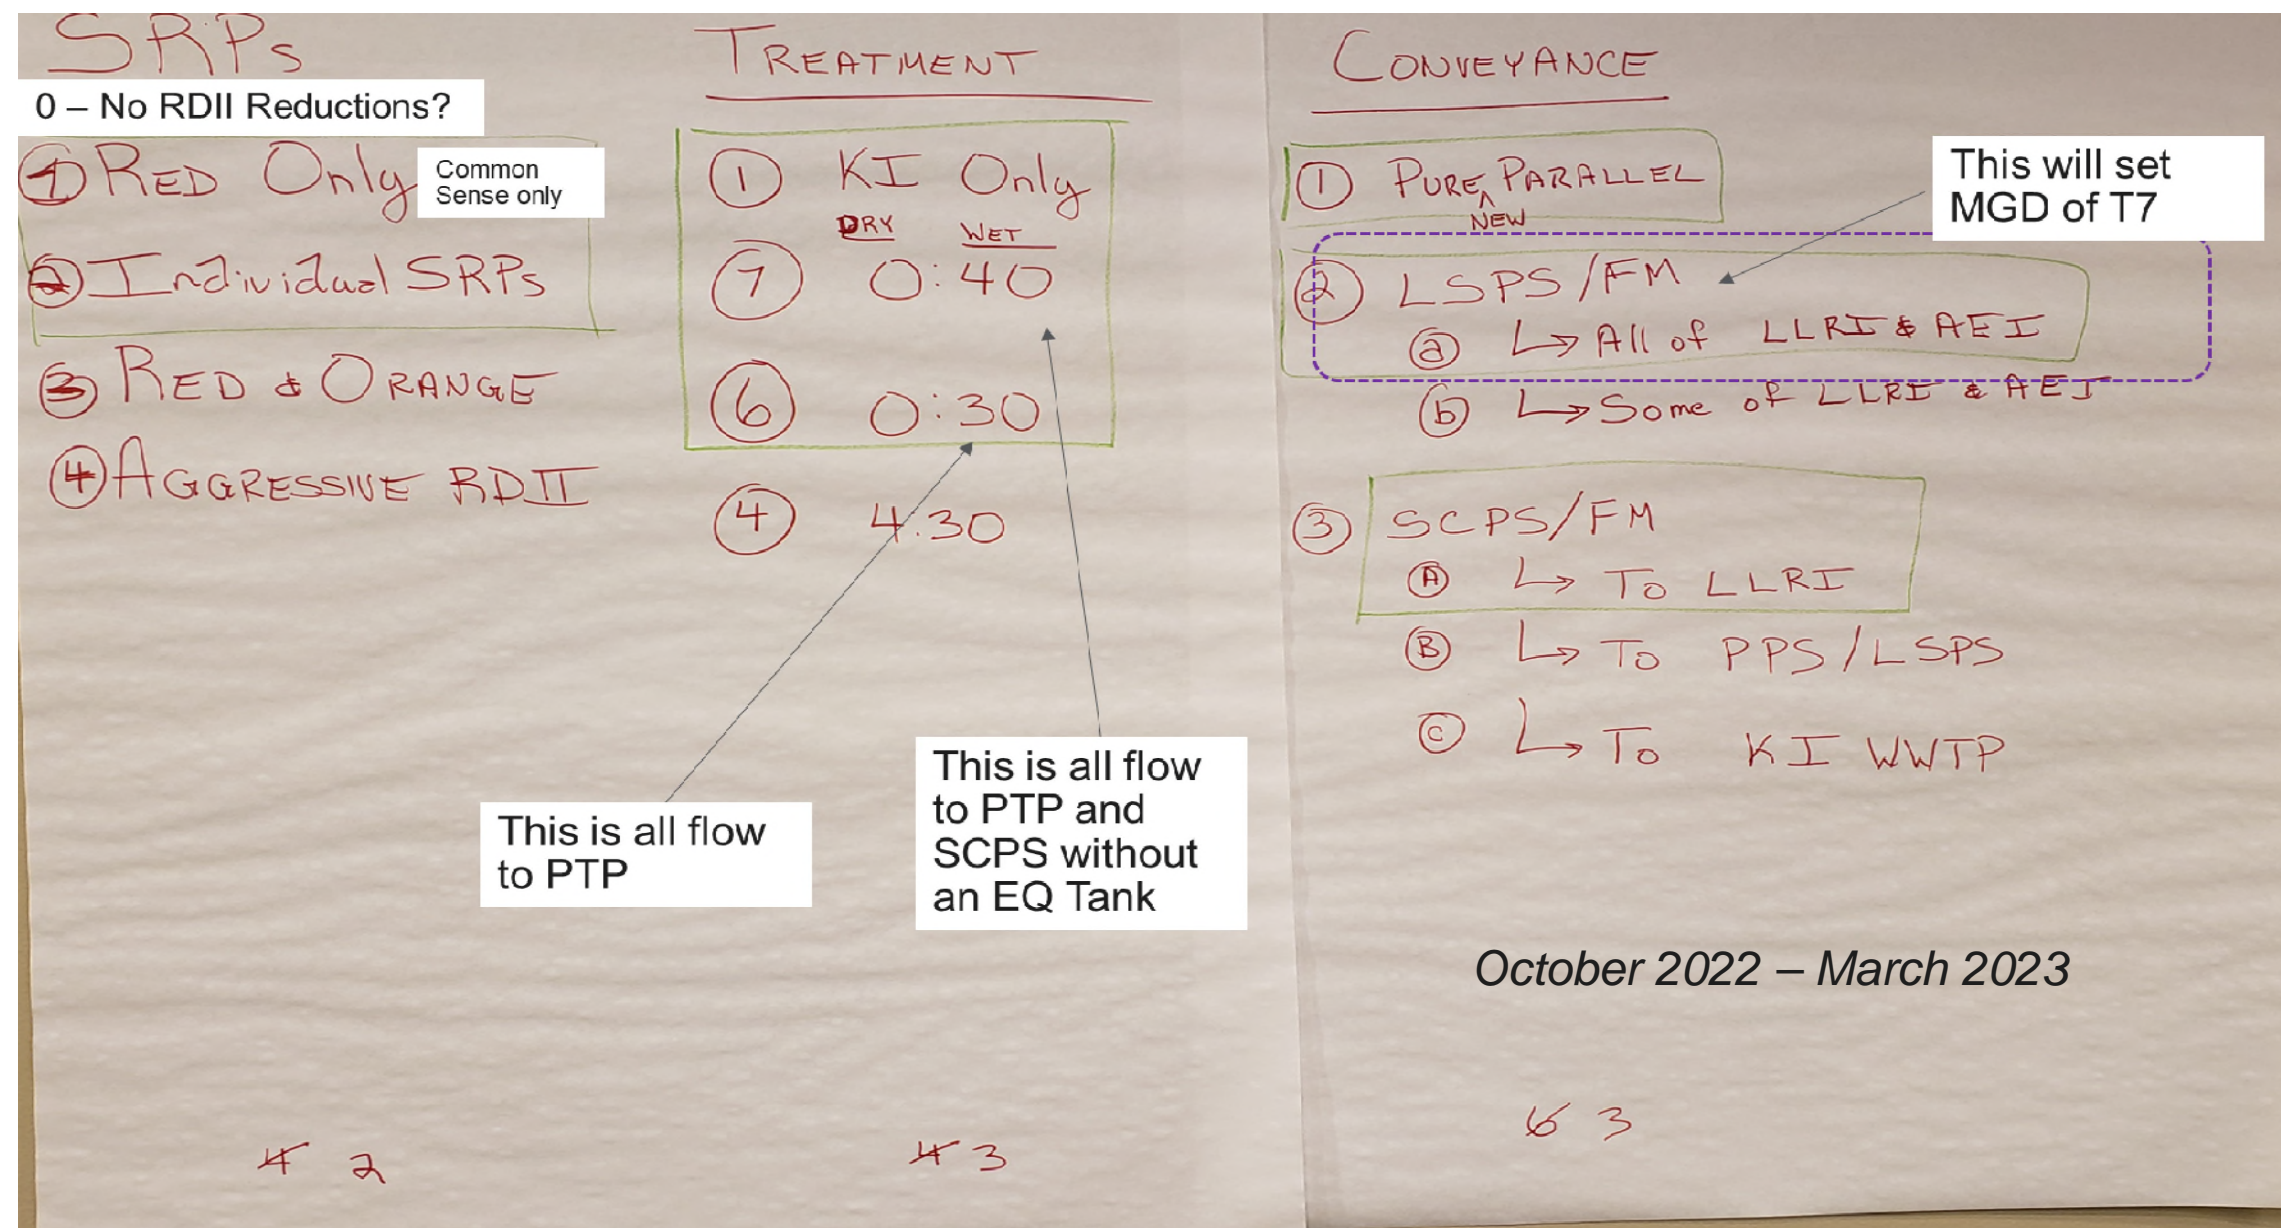 SRPs
0 – No RDII Reductions?
1 RED Only
Common
Sense only
2 Individual SRPs
3 RED & ORANGE
4 AGGRESSIVE RDII
4 2
TREATMENT
1 KI Only
DRY WET
7 0:40
6 0:30
4 4:30
This is all flow
to PTP
This is all flow
to PTP and
SCPS without
an EQ Tank
4 3
CONVEYANCE
1 PURE PARALLEL
NEW
This will set
MGD of T7
2 LSPS/FM
a All of LLRI & AEI
b Some of LLRI & AEI
3 SCPS/FM
A TO LLRI
B TO PPS/LSPS
C TO KI WWTP
October 2022 – March 2023
6 3